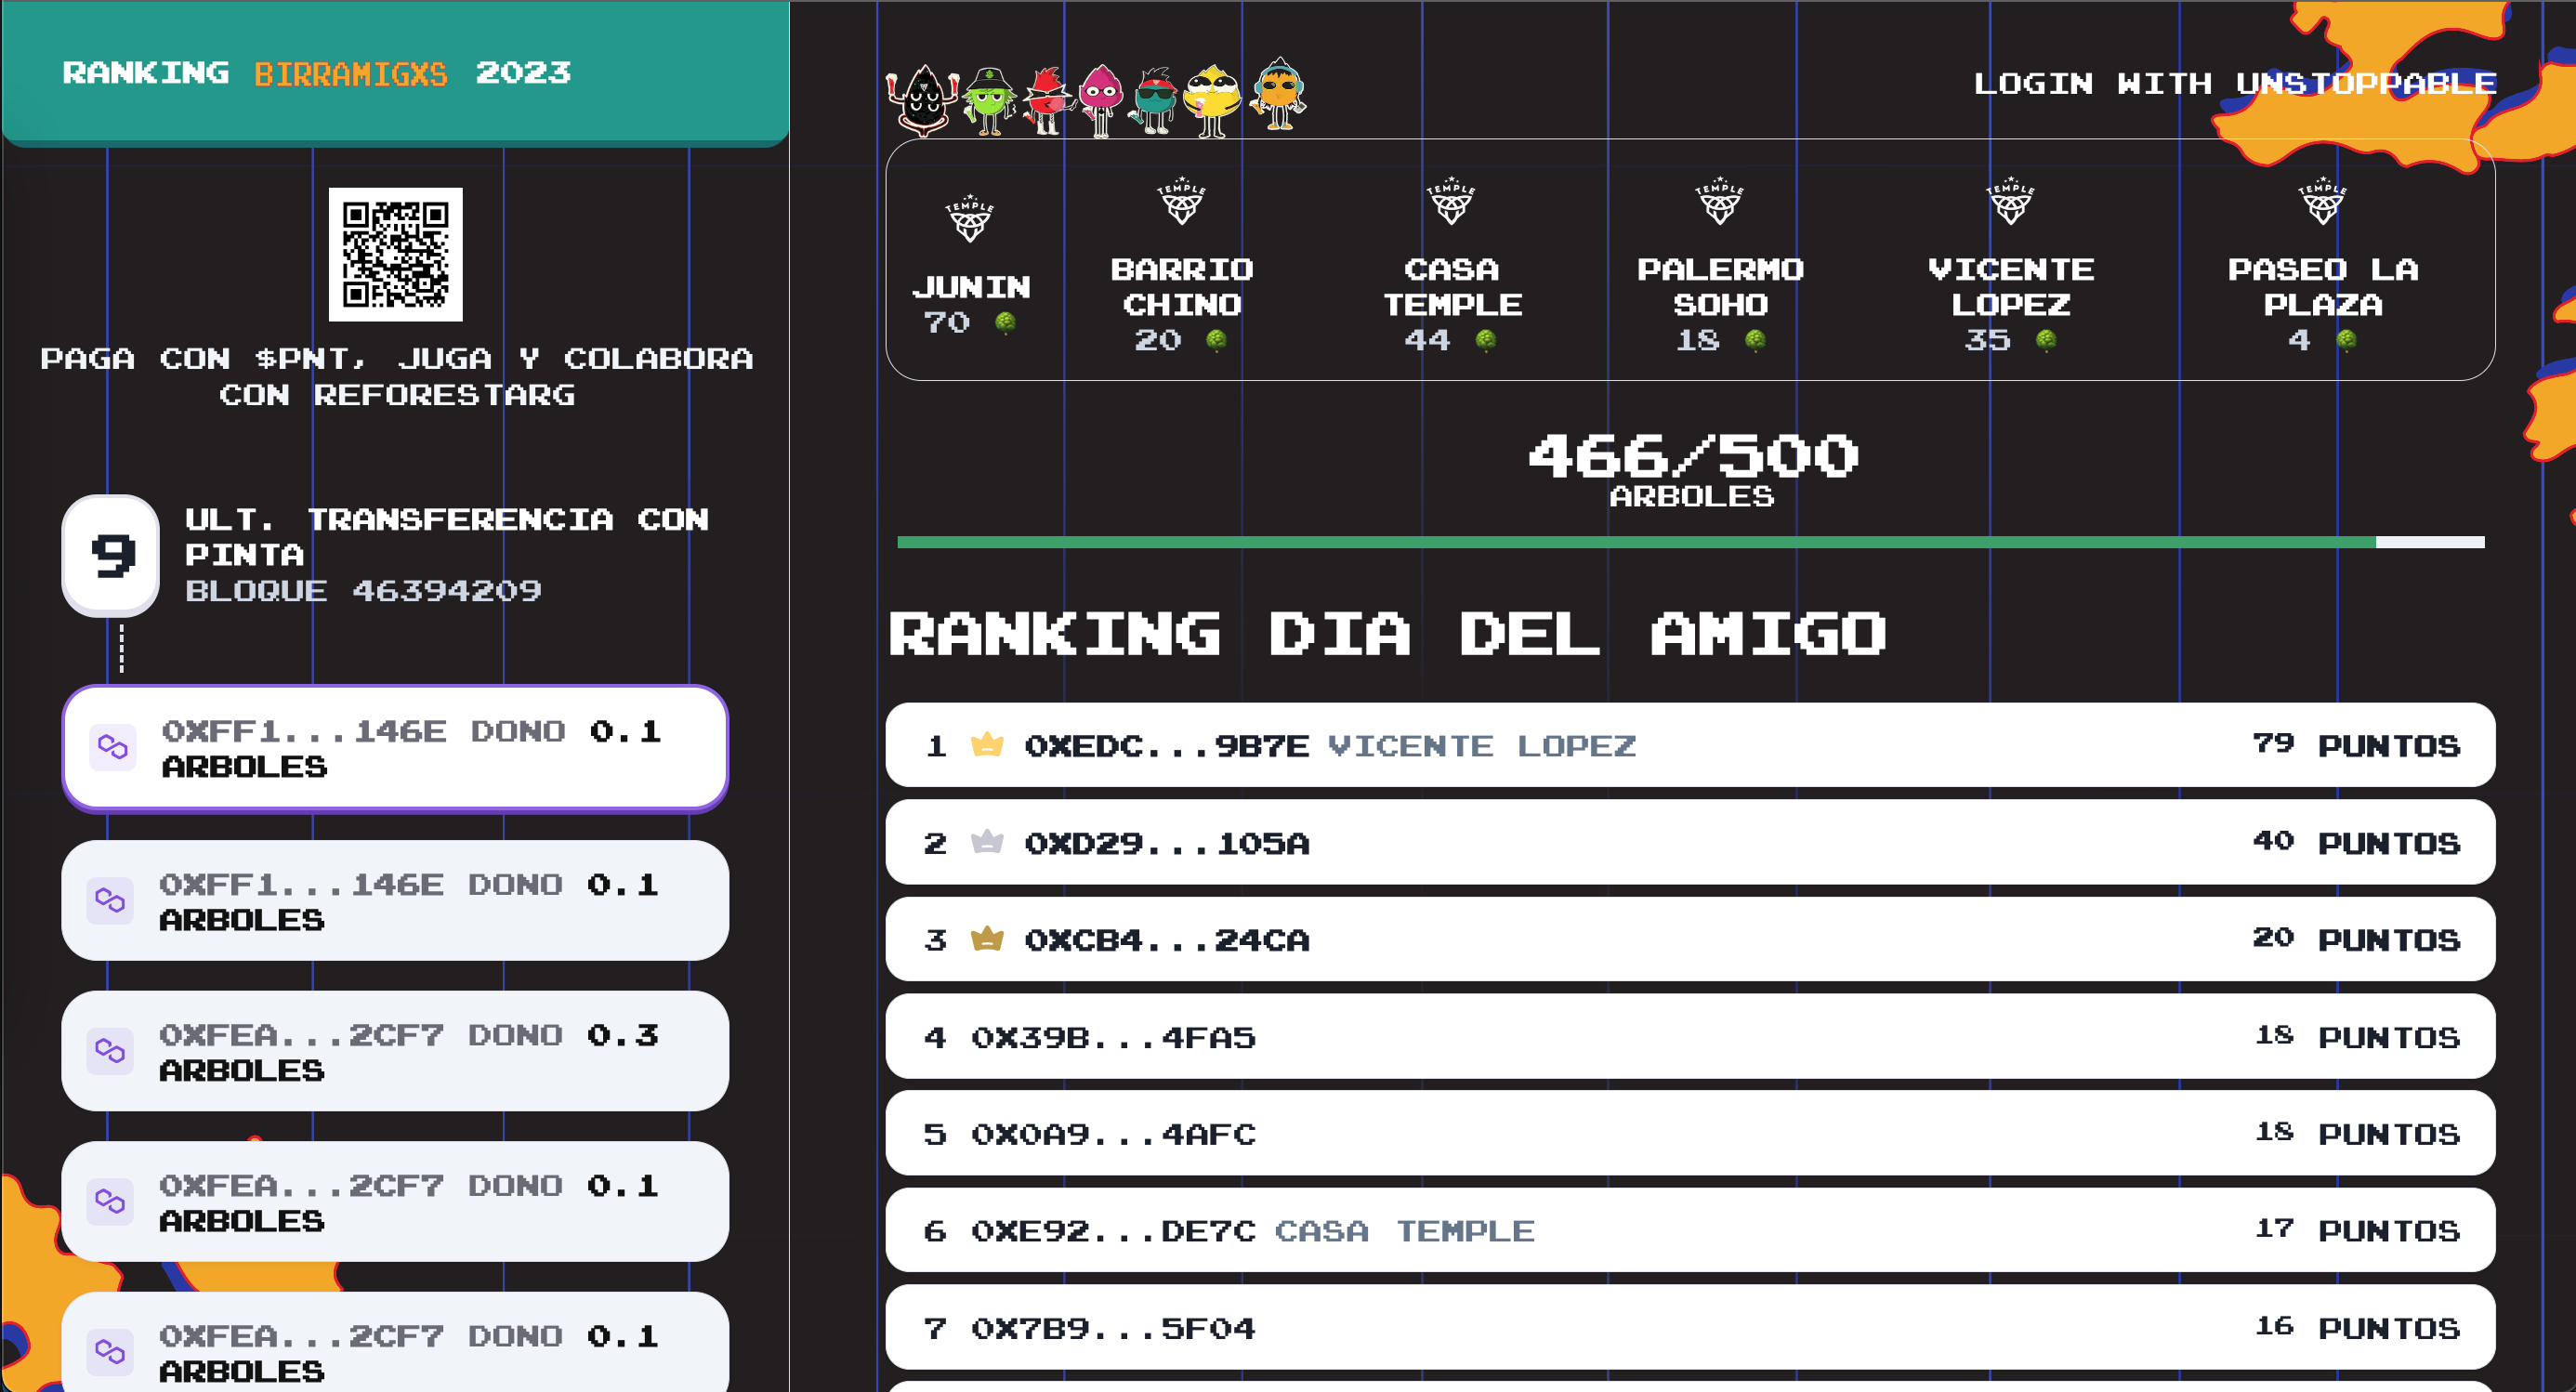 RANKING BIRRAMIGXS 2023
PAGA CON $PNT, JUGA Y COLABORA
CON REFORESTARG
9
ULT. TRANSFERENCIA CON
PINTA
BLOQUE 46394209
0XFF1...146E DONO 0.1
ARBOLES
0XFF1...146E DONO 0.1
ARBOLES
0XFEA...2CF7 DONO 0.3
ARBOLES
0XFEA...2CF7 DONO 0.1
ARBOLES
0XFEA...2CF7 DONO 0.1
ARBOLES
LOGIN WITH UNSTOPPABLE
TEMPLE
JUNIN
70
TEMPLE
BARRIO
CHINO
20
TEMPLE
CASA
TEMPLE
44
TEMPLE
PALERMO
SOHO
18
TEMPLE
VICENTE
LOPEZ
35
TEMPLE
PASEO LA
PLAZA
4
466/500
ARBOLES
RANKING DIA DEL AMIGO
1 0XEDC...9B7E VICENTE LOPEZ 79 PUNTOS
2 0XD29...105A 40 PUNTOS
3 0XCB4...24CA 20 PUNTOS
4 0X39B...4FA5 18 PUNTOS
5 0X0A9...4AFC 18 PUNTOS
6 0XE92...DE7C CASA TEMPLE 17 PUNTOS
7 0X7B9...5F04 16 PUNTOS